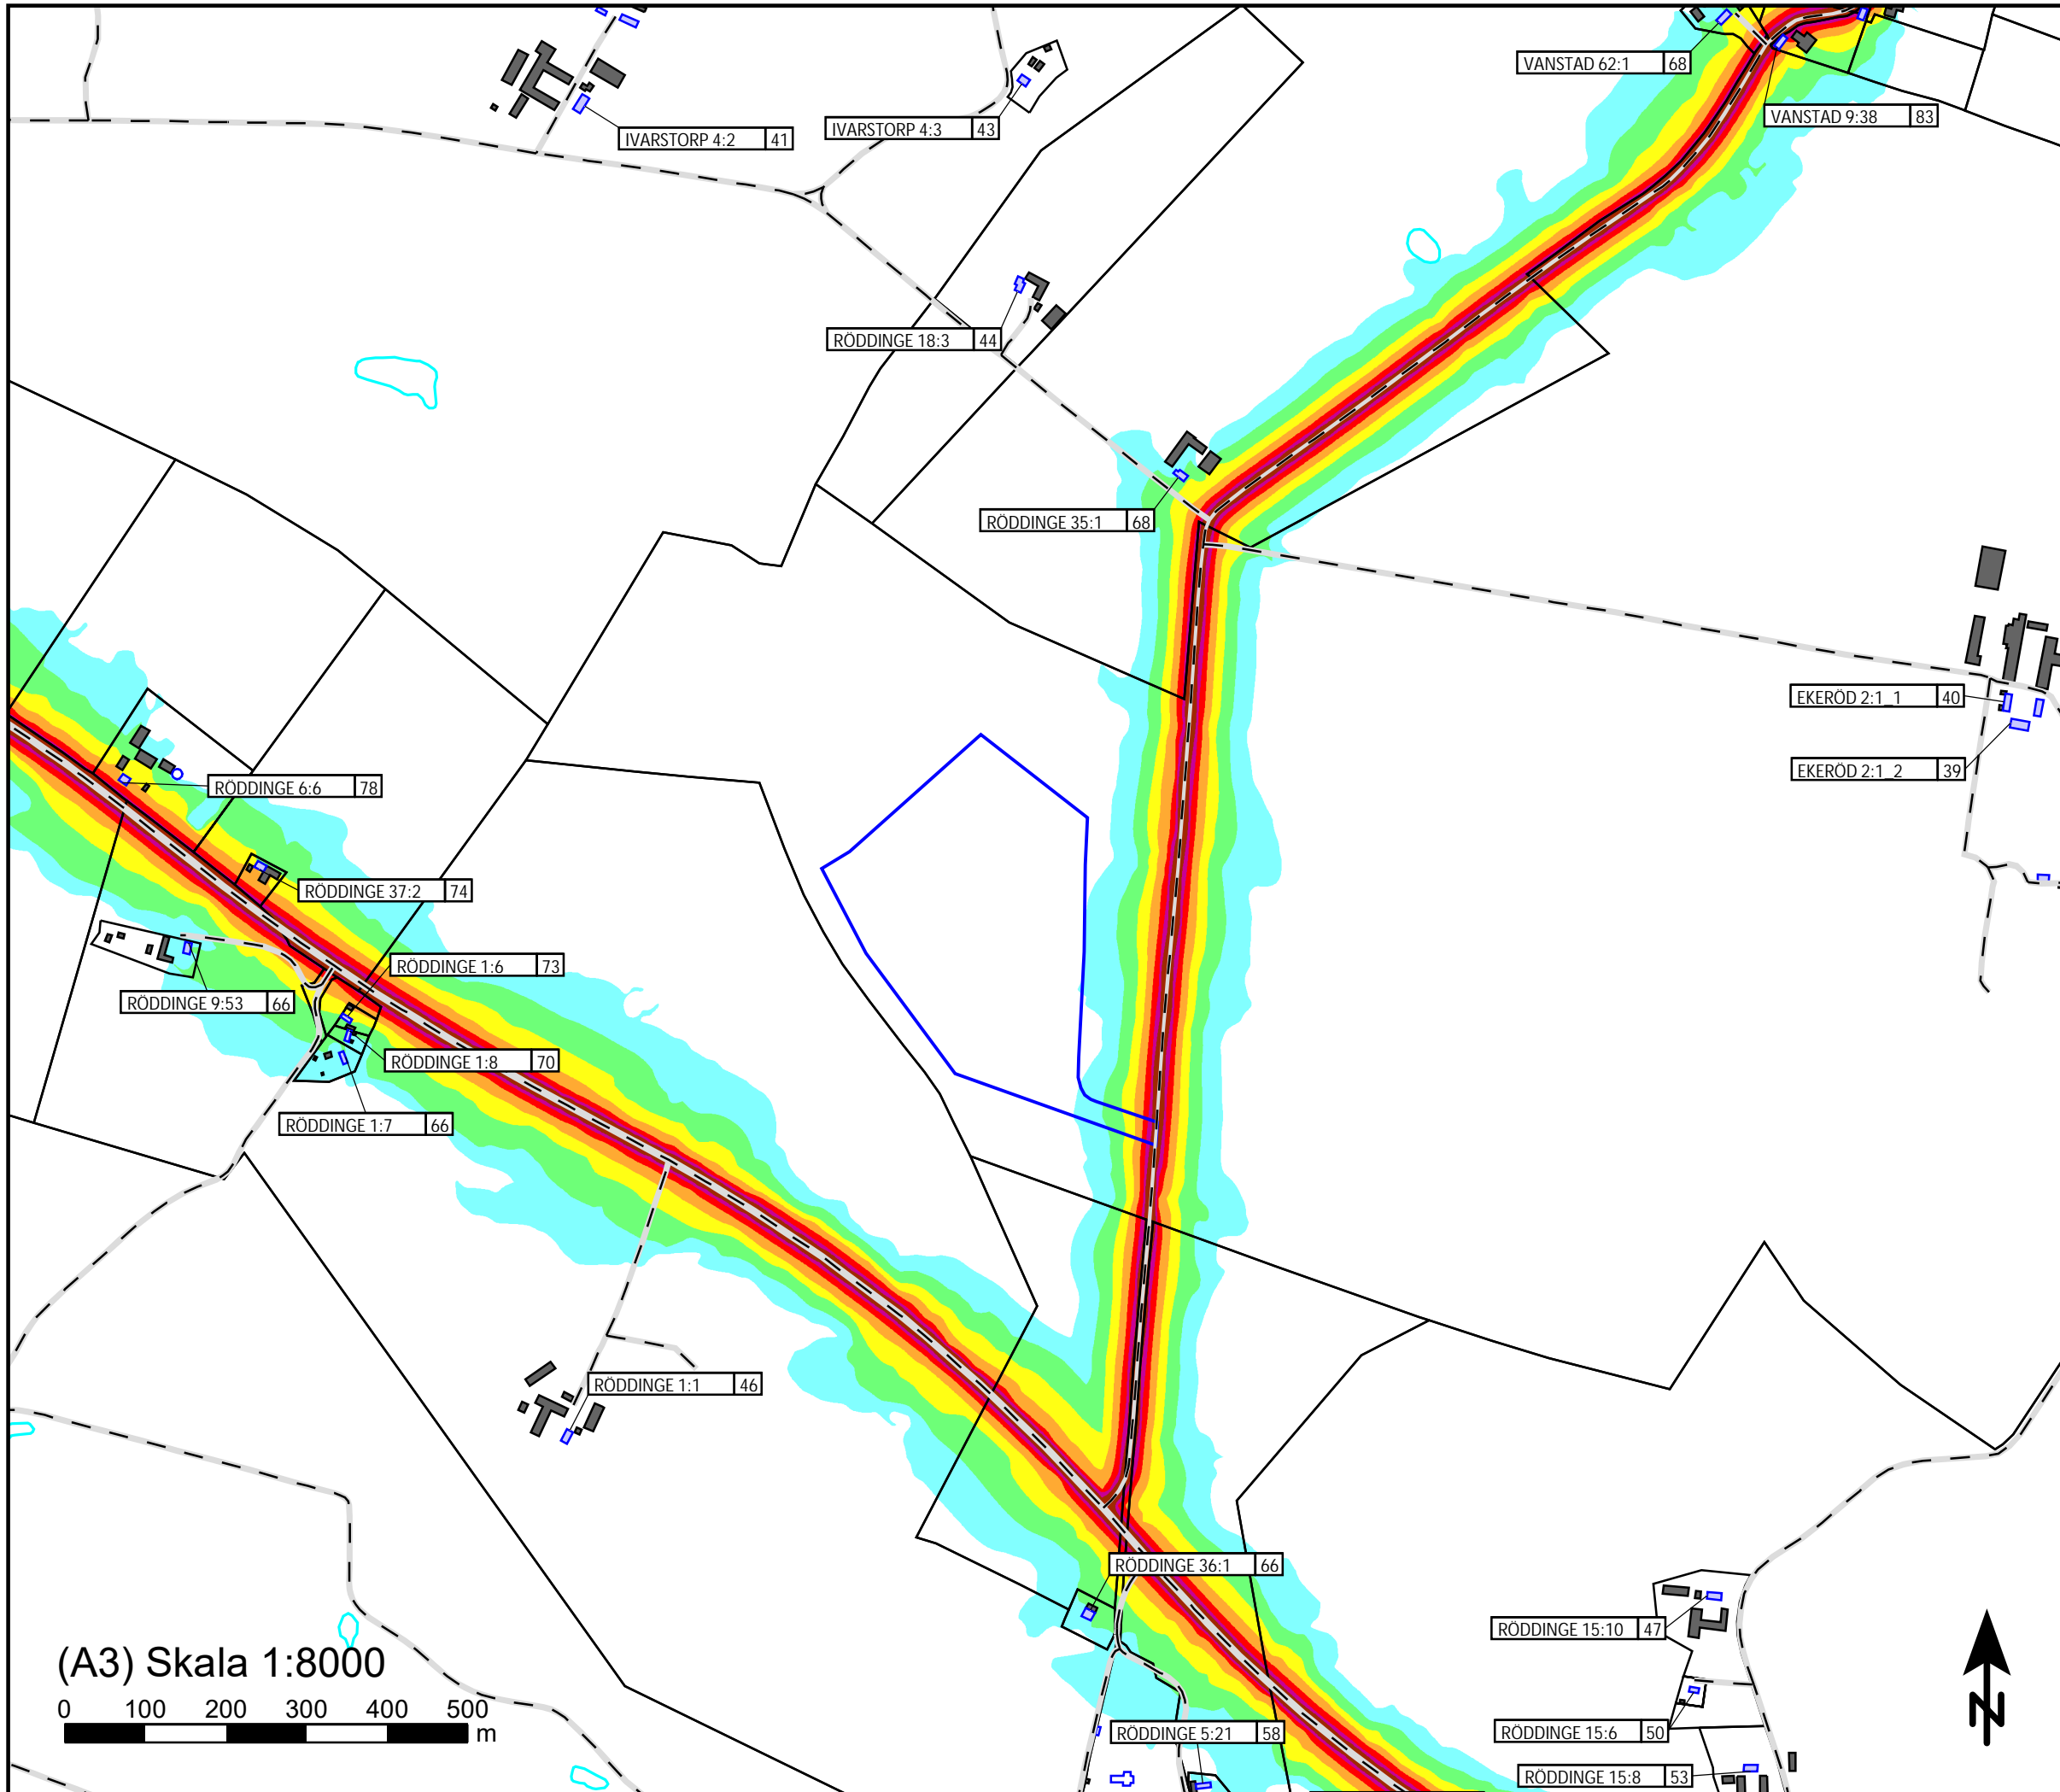 VANSTAD 62:1 68
VANSTAD 9:38 83
IVARSTORP 4:2 41
IVARSTORP 4:3 43
RÖDDINGE 18:3 44
RÖDDINGE 35:1 68
EKERÖD 2:1_1 40
EKERÖD 2:1_2 39
RÖDDINGE 6:6 78
RÖDDINGE 37:2 74
RÖDDINGE 1:6 73
RÖDDINGE 9:53 66
RÖDDINGE 1:8 70
RÖDDINGE 1:7 66
RÖDDINGE 1:1 46
RÖDDINGE 36:1 66
RÖDDINGE 15:10 47
(A3) Skala 1:8000
0 100 200 300 400 500
m
N
RÖDDINGE 5:21 58
RÖDDINGE 15:6 50
RÖDDINGE 15:8 53